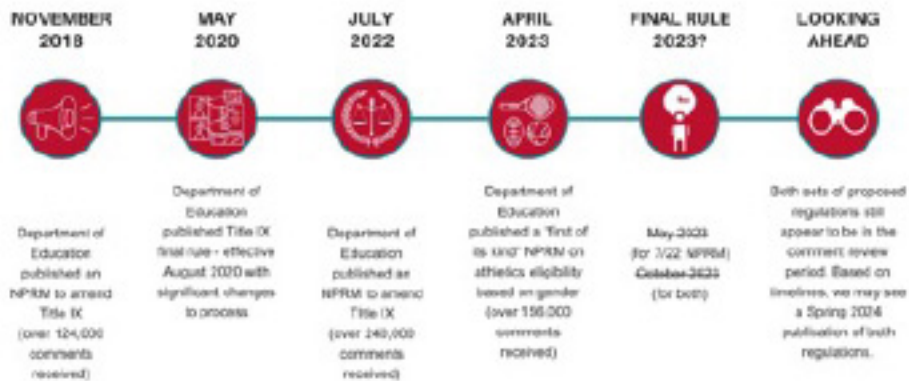 NOVEMBER
2018
Department of
Education
published an
NPRM to amend
Title IX
(over 124,000
comments
received)
MAY
2020
Department of
Education
published Title IX
final rule - effective
August 2020 with
significant changes
to process
JULY
2022
Department of
Education
published an
NPRM to amend
Title IX
(over 240,000
comments
received)
APRIL
2023
Department of
Education
published a "first of
its kind" NPRM on
athletics eligibility
based on gender
(over 156,000
comments
received)
FINAL RULE
2023?
May 2023
(for 7/22 NPRM)
October 2023
(for both)
LOOKING
AHEAD
Both sets of proposed
regulations still
appear to be in the
comment review
period. Based on
timelines, we may see
a Spring 2024
publication of both
regulations.